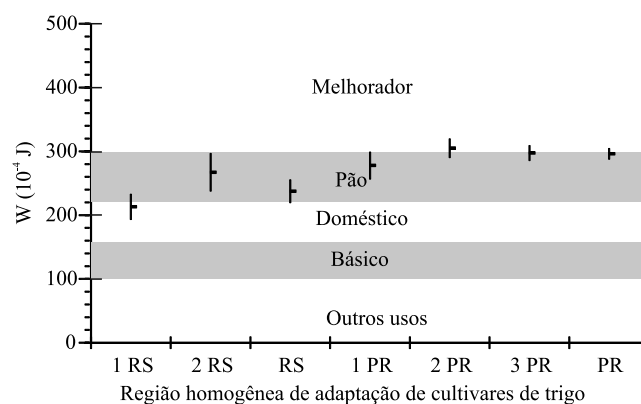 500
400
300
200
100
0
W (10⁻⁴ J)
Melhorador
Pão
Doméstico
Básico
Outros usos
1 RS 2 RS RS 1 PR 2 PR 3 PR PR
Região homogênea de adaptação de cultivares de trigo